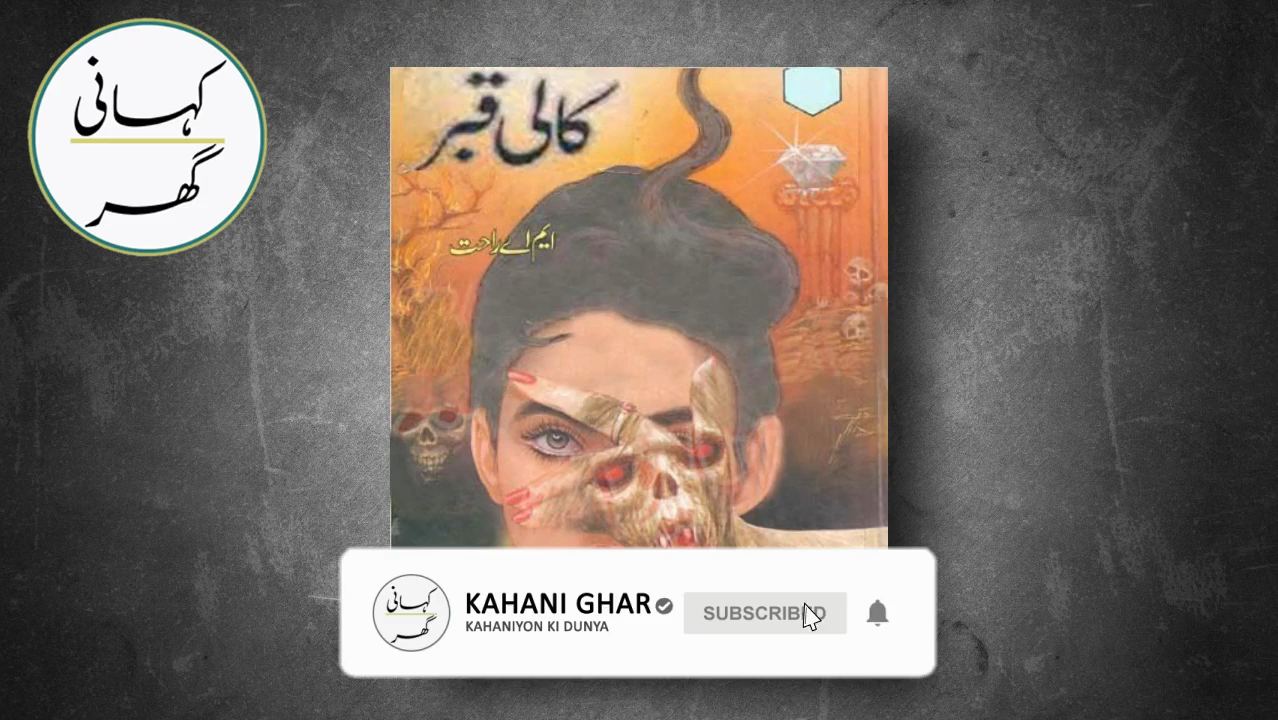 کہانی
گھر
کالی قبر
ایم اے راحت
کہانی
گھر
KAHANI GHAR
KAHANIYON KI DUNYA
SUBSCRIBED